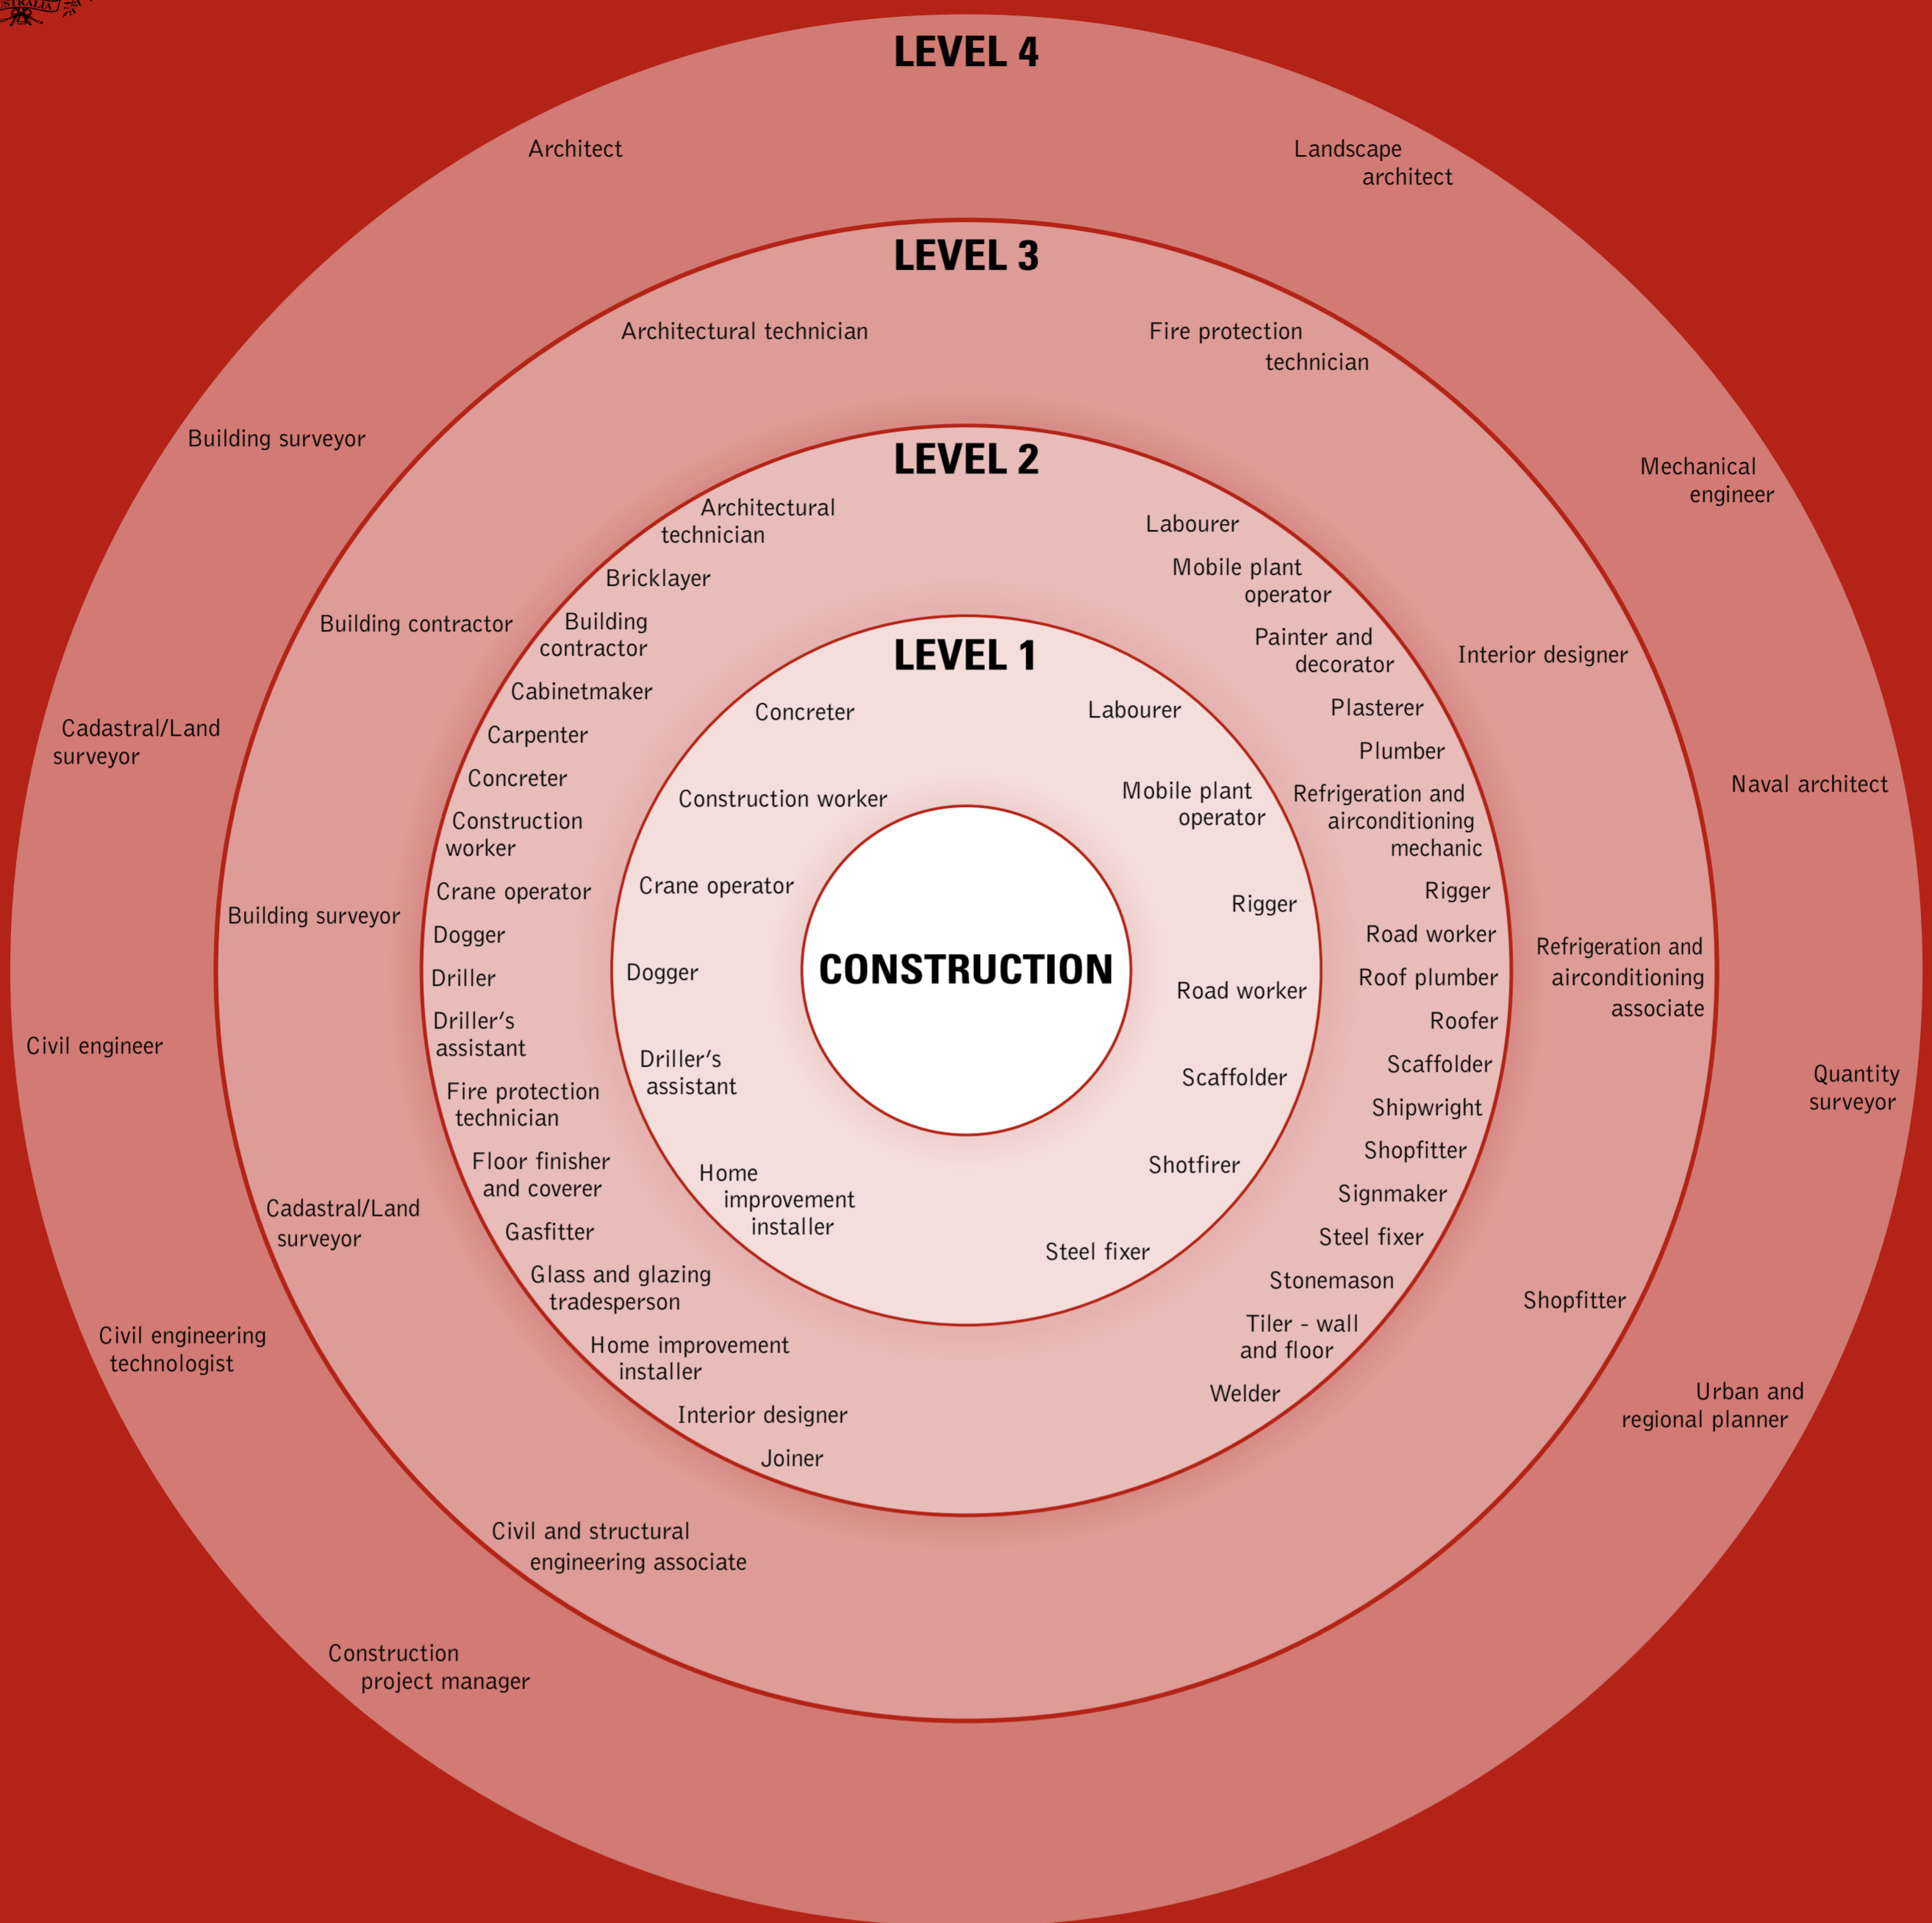 LEVEL 4
Architect
Building surveyor
Cadastral/Land
surveyor
Civil engineer
Civil engineering
technologist
Construction
project manager
Landscape
architect
Mechanical
engineer
Naval architect
Quantity
surveyor
Urban and
regional planner
LEVEL 3
Architectural technician
Building contractor
Building surveyor
Cadastral/Land
surveyor
Civil and structural
engineering associate
Fire protection
technician
Interior designer
Refrigeration and
airconditioning
associate
Shopfitter
LEVEL 2
Architectural
technician
Bricklayer
Building
contractor
Cabinetmaker
Carpenter
Concreter
Construction
worker
Crane operator
Dogger
Driller
Driller's
assistant
Fire protection
technician
Floor finisher
and coverer
Gasfitter
Glass and glazing
tradesperson
Home improvement
installer
Interior designer
Joiner
Labourer
Mobile plant
operator
Painter and
decorator
Plasterer
Plumber
Refrigeration and
airconditioning
mechanic
Rigger
Road worker
Roof plumber
Roofer
Scaffolder
Shipwright
Shopfitter
Signmaker
Steel fixer
Stonemason
Tiler - wall
and floor
Welder
LEVEL 1
Concreter
Construction worker
Crane operator
Dogger
Driller's
assistant
Home
improvement
installer
Labourer
Mobile plant
operator
Rigger
Road worker
Scaffolder
Shotfirer
Steel fixer
CONSTRUCTION